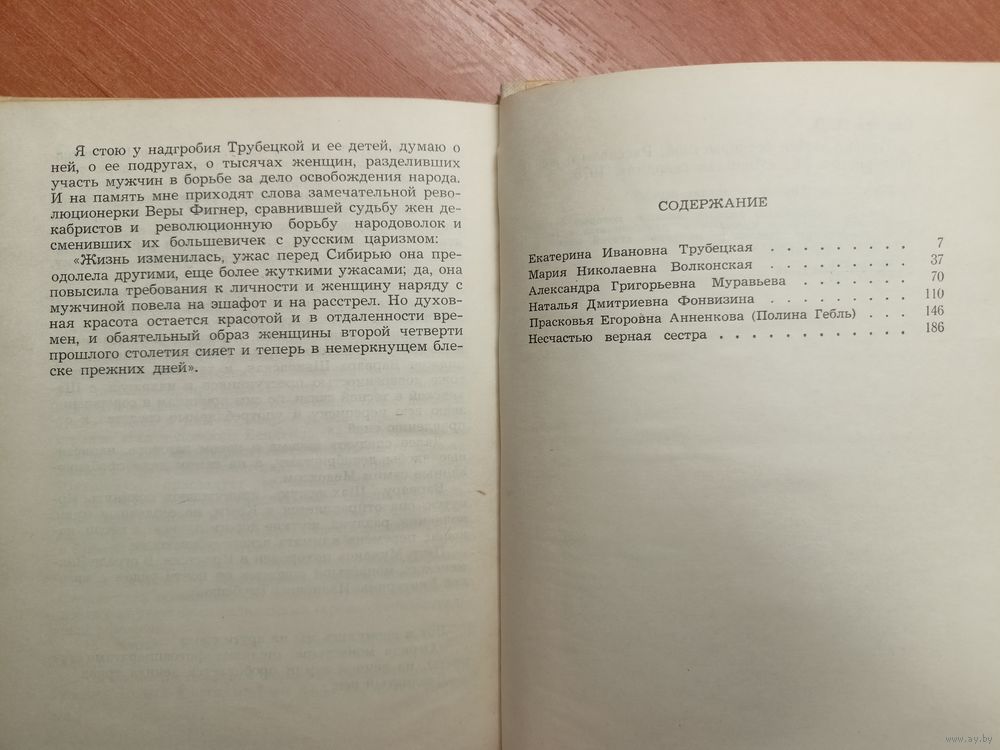 Я стою у надгробия Трубецкой и ее детей, думаю о
ней, о ее подругах, о тысячах женщин, разделивших
участь мужчин в борьбе за дело освобождения народа.
И на память мне приходят слова замечательной рево-
люционерки Веры Фигнер, сравнившей судьбу жен де-
кабристов и революционную борьбу народоволок и
сменивших их большевичек с русским царизмом:
«Жизнь изменилась, ужас перед Сибирью она пре-
одолела другими, еще более жуткими ужасами; да, она
повысила требования к личности и женщину наряду с
мужчиной повела на эшафот и на расстрел. Но духов-
ная красота остается красотой и в отдаленности вре-
мен, и обаятельный образ женщины второй четверти
прошлого столетия сияет и теперь в немеркнущем бле-
ске прежних дней».
СОДЕРЖАНИЕ
Екатерина Ивановна Трубецкая . . . . . . . . . 7
Мария Николаевна Волконская . . . . . . . . . 37
Александра Григорьевна Муравьева . . . . . . . 70
Наталья Дмитриевна Фонвизина . . . . . . . . . 110
Прасковья Егоровна Анненкова (Полина Гебль) . . . 146
Несчастью верная сестра . . . . . . . . . . . . 186
www.ay.by